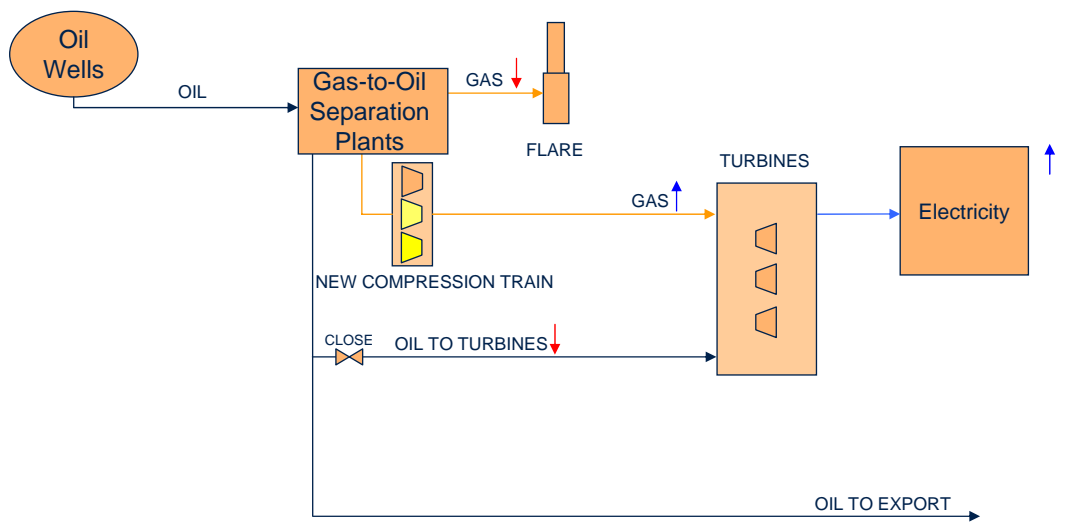 Oil
Wells
OIL
Gas-to-Oil
Separation
Plants
GAS
FLARE
TURBINES
GAS
Electricity
NEW COMPRESSION TRAIN
CLOSE
OIL TO TURBINES
OIL TO EXPORT